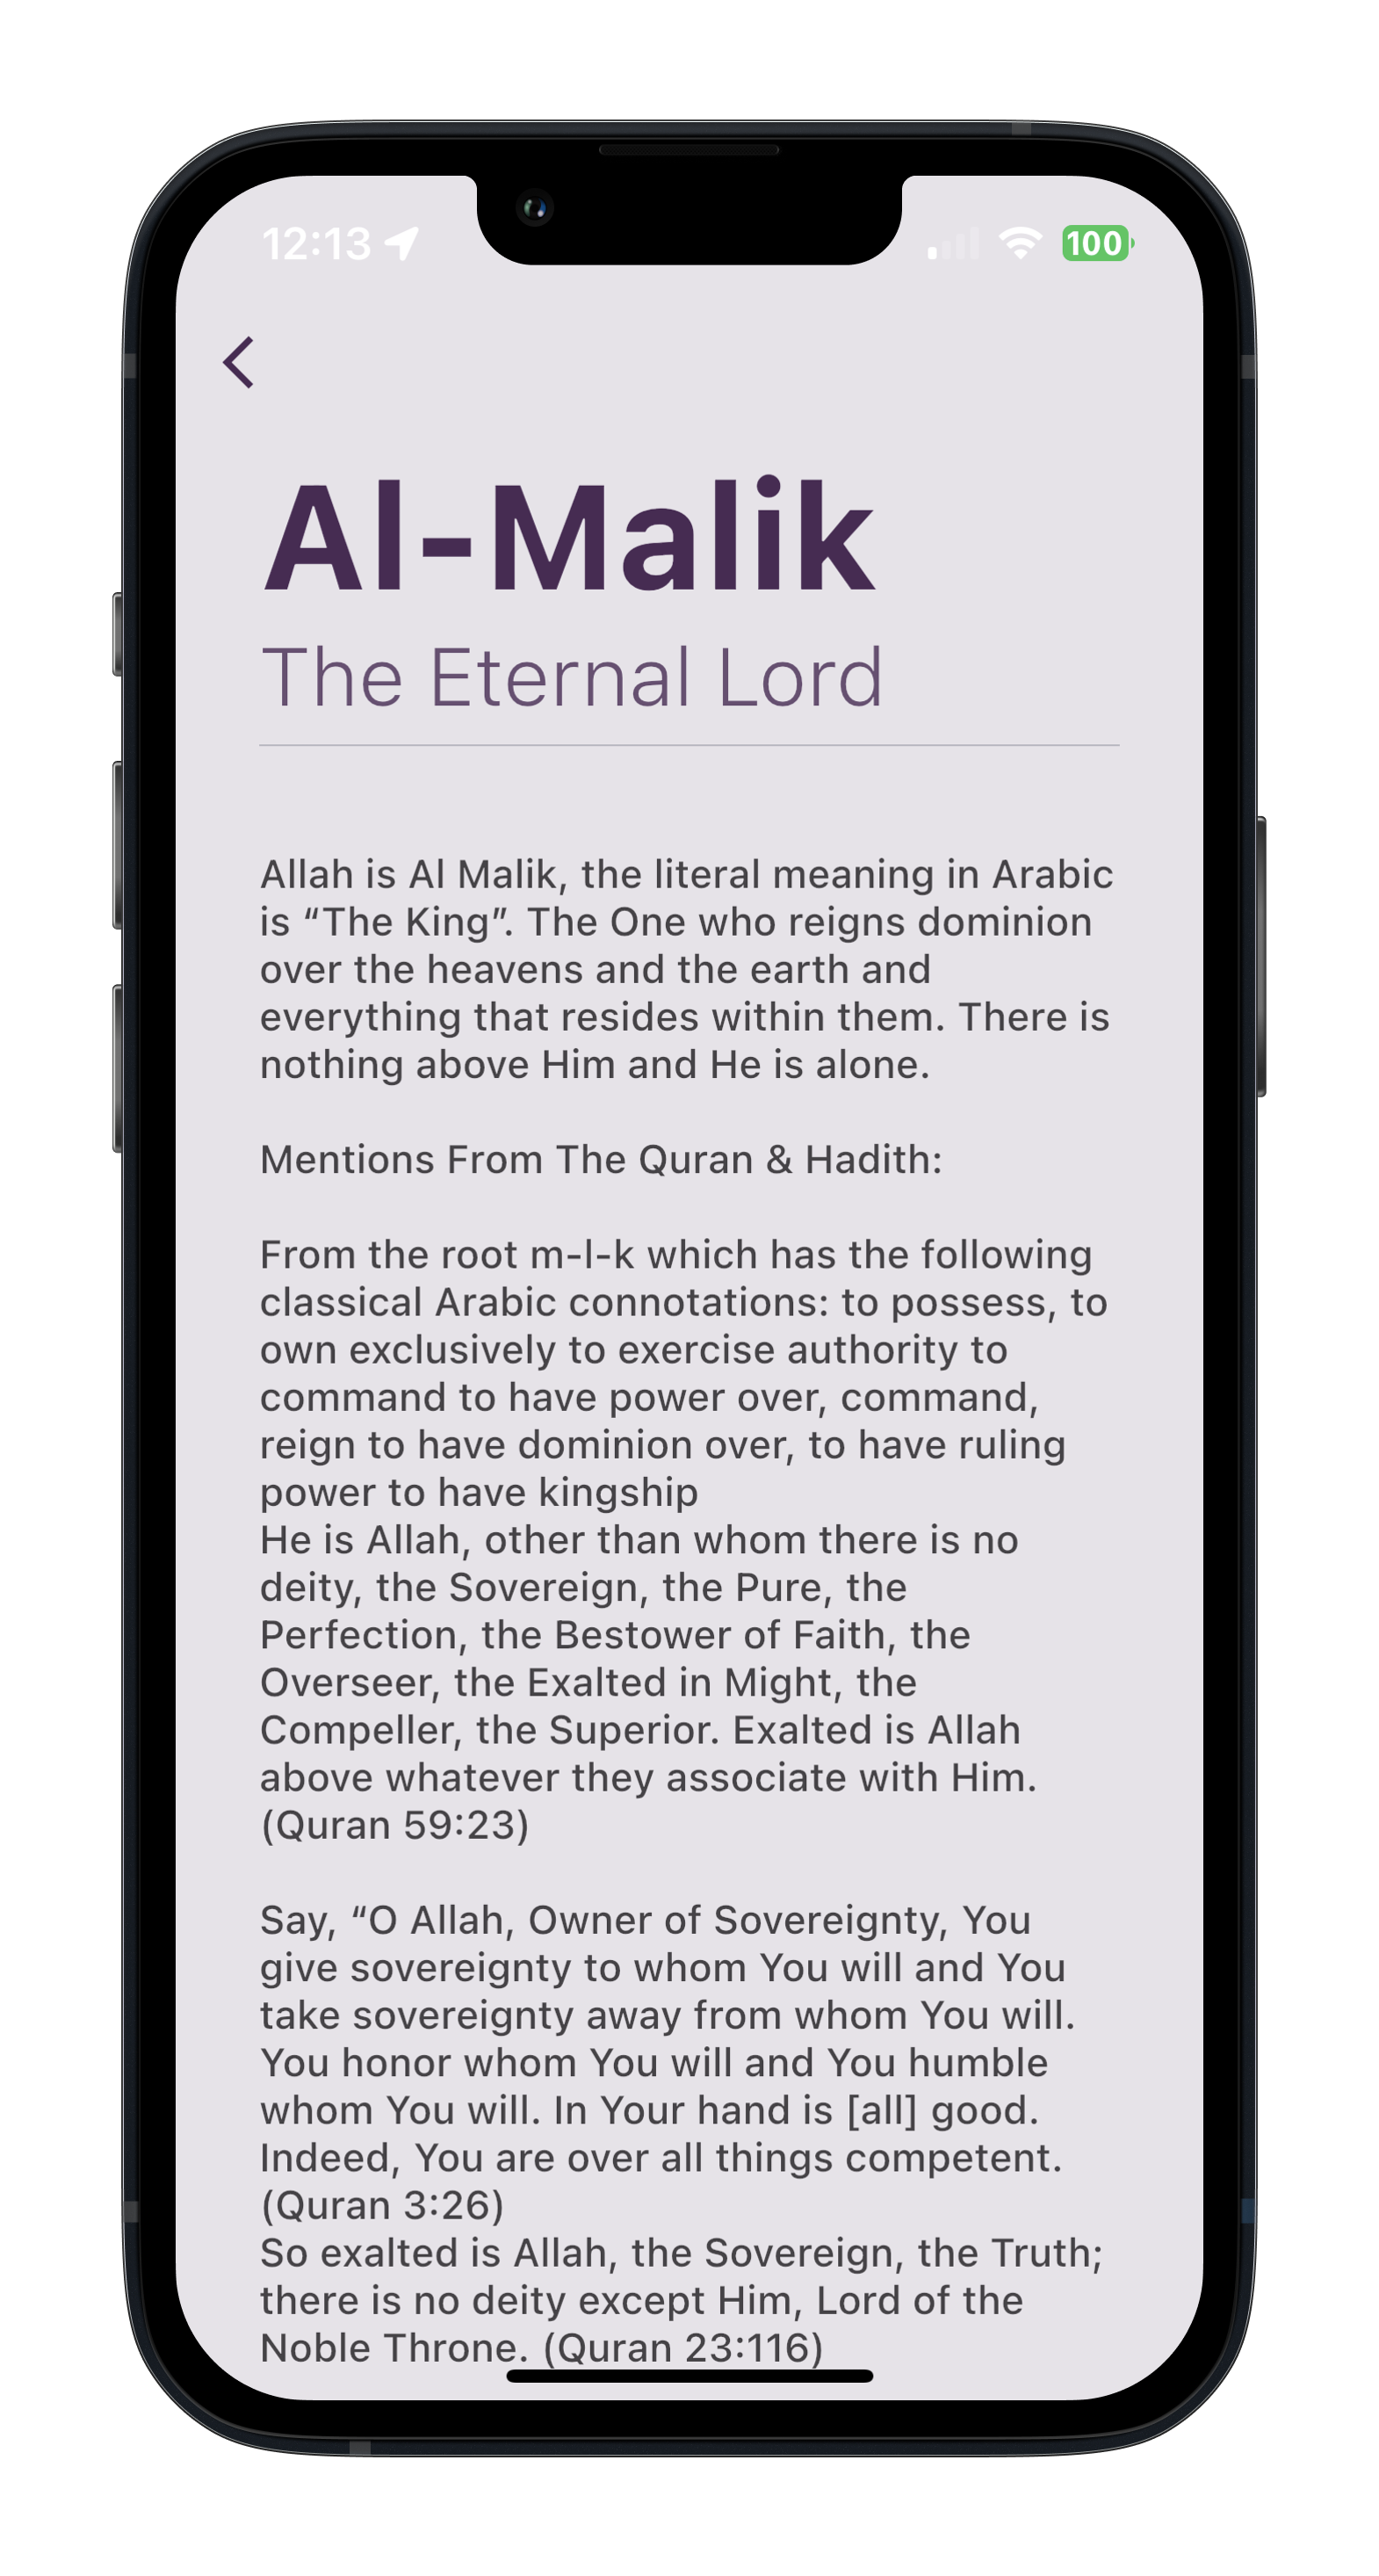 12:13
100
Al-Malik
The Eternal Lord
Allah is Al Malik, the literal meaning in Arabic
is “The King”. The One who reigns dominion
over the heavens and the earth and
everything that resides within them. There is
nothing above Him and He is alone.
Mentions From The Quran & Hadith:
From the root m-l-k which has the following
classical Arabic connotations: to possess, to
own exclusively to exercise authority to
command to have power over, command,
reign to have dominion over, to have ruling
power to have kingship
He is Allah, other than whom there is no
deity, the Sovereign, the Pure, the
Perfection, the Bestower of Faith, the
Overseer, the Exalted in Might, the
Compeller, the Superior. Exalted is Allah
above whatever they associate with Him.
(Quran 59:23)
Say, “O Allah, Owner of Sovereignty, You
give sovereignty to whom You will and You
take sovereignty away from whom You will.
You honor whom You will and You humble
whom You will. In Your hand is [all] good.
Indeed, You are over all things competent.
(Quran 3:26)
So exalted is Allah, the Sovereign, the Truth;
there is no deity except Him, Lord of the
Noble Throne. (Quran 23:116)